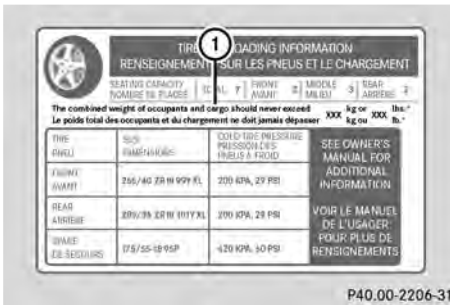 1
TIRE LOADING INFORMATION
RENSEIGNEMENTS SUR LES PNEUS ET LE CHARGEMENT
SEATING CAPACITY TOTAL 7 FRONT 2 MIDDLE 3 REAR 2
NOMBRE DE PLACES AVANT MILIEU ARRIERE
The combined weight of occupants and cargo should never exceed XXX kg or XXX lbs.*
Le poids total des occupants et du chargement ne doit jamais dépasser XXX kg ou XXX lb.*
TIRE SIZE COLD TIRE PRESSURE
PNEU DIMENSIONS PRESSION DES PNEUS A FROID
SEE OWNER'S
MANUAL FOR
ADDITIONAL
INFORMATION
VOIR LE MANUEL
DE L'USAGER
POUR PLUS DE
RENSIGNEMENTS
FRONT
AVANT 200 KPA, 29 PSI
REAR
ARRIERE 200 KPA, 29 PSI
SPARE
DE SECOURS 420 KPA, 60 PSI
P40.00-2206-31